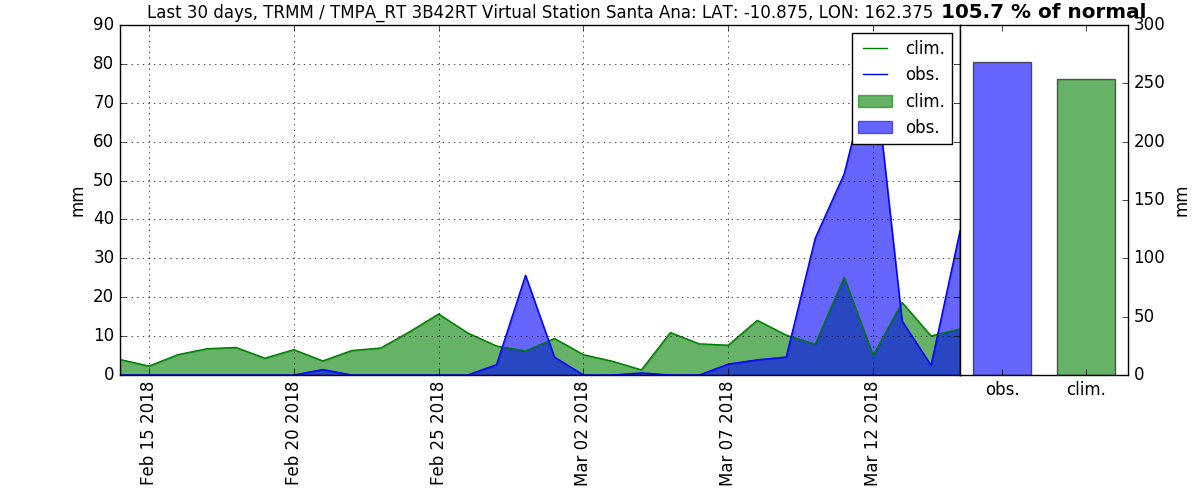 Last 30 days, TRMM / TMPA_RT 3B42RT Virtual Station Santa Ana: LAT: -10.875, LON: 162.375 105.7 % of normal
90
80
70
60
50
40
30
20
10
0
mm
clim.
obs.
clim.
obs.
Feb 15 2018
Feb 20 2018
Feb 25 2018
Mar 02 2018
Mar 07 2018
Mar 12 2018
300
250
200
150
100
50
0
mm
obs. clim.